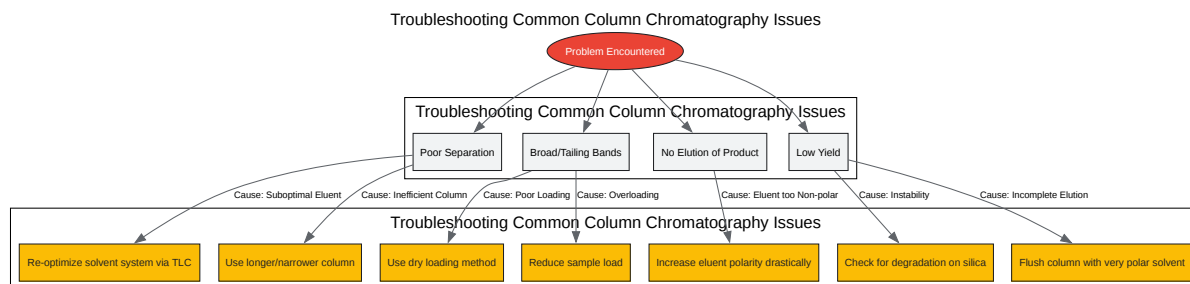 Troubleshooting Common Column Chromatography Issues
Problem Encountered
Troubleshooting Common Column Chromatography Issues
Poor Separation
Broad/Tailing Bands
No Elution of Product
Low Yield
Cause: Suboptimal Eluent
Cause: Inefficient Column
Cause: Poor Loading
Cause: Overloading
Cause: Eluent too Non-polar
Cause: Instability
Cause: Incomplete Elution
Troubleshooting Common Column Chromatography Issues
Re-optimize solvent system via TLC
Use longer/narrower column
Use dry loading method
Reduce sample load
Increase eluent polarity drastically
Check for degradation on silica
Flush column with very polar solvent